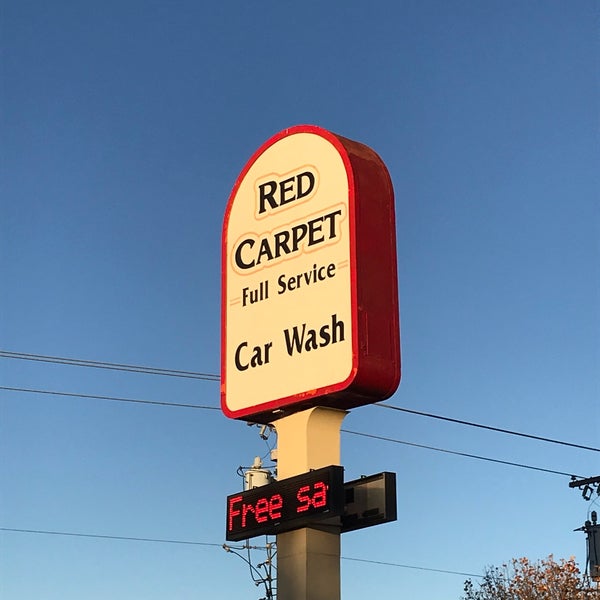 RED
CARPET
Full Service
Car Wash
Free sa